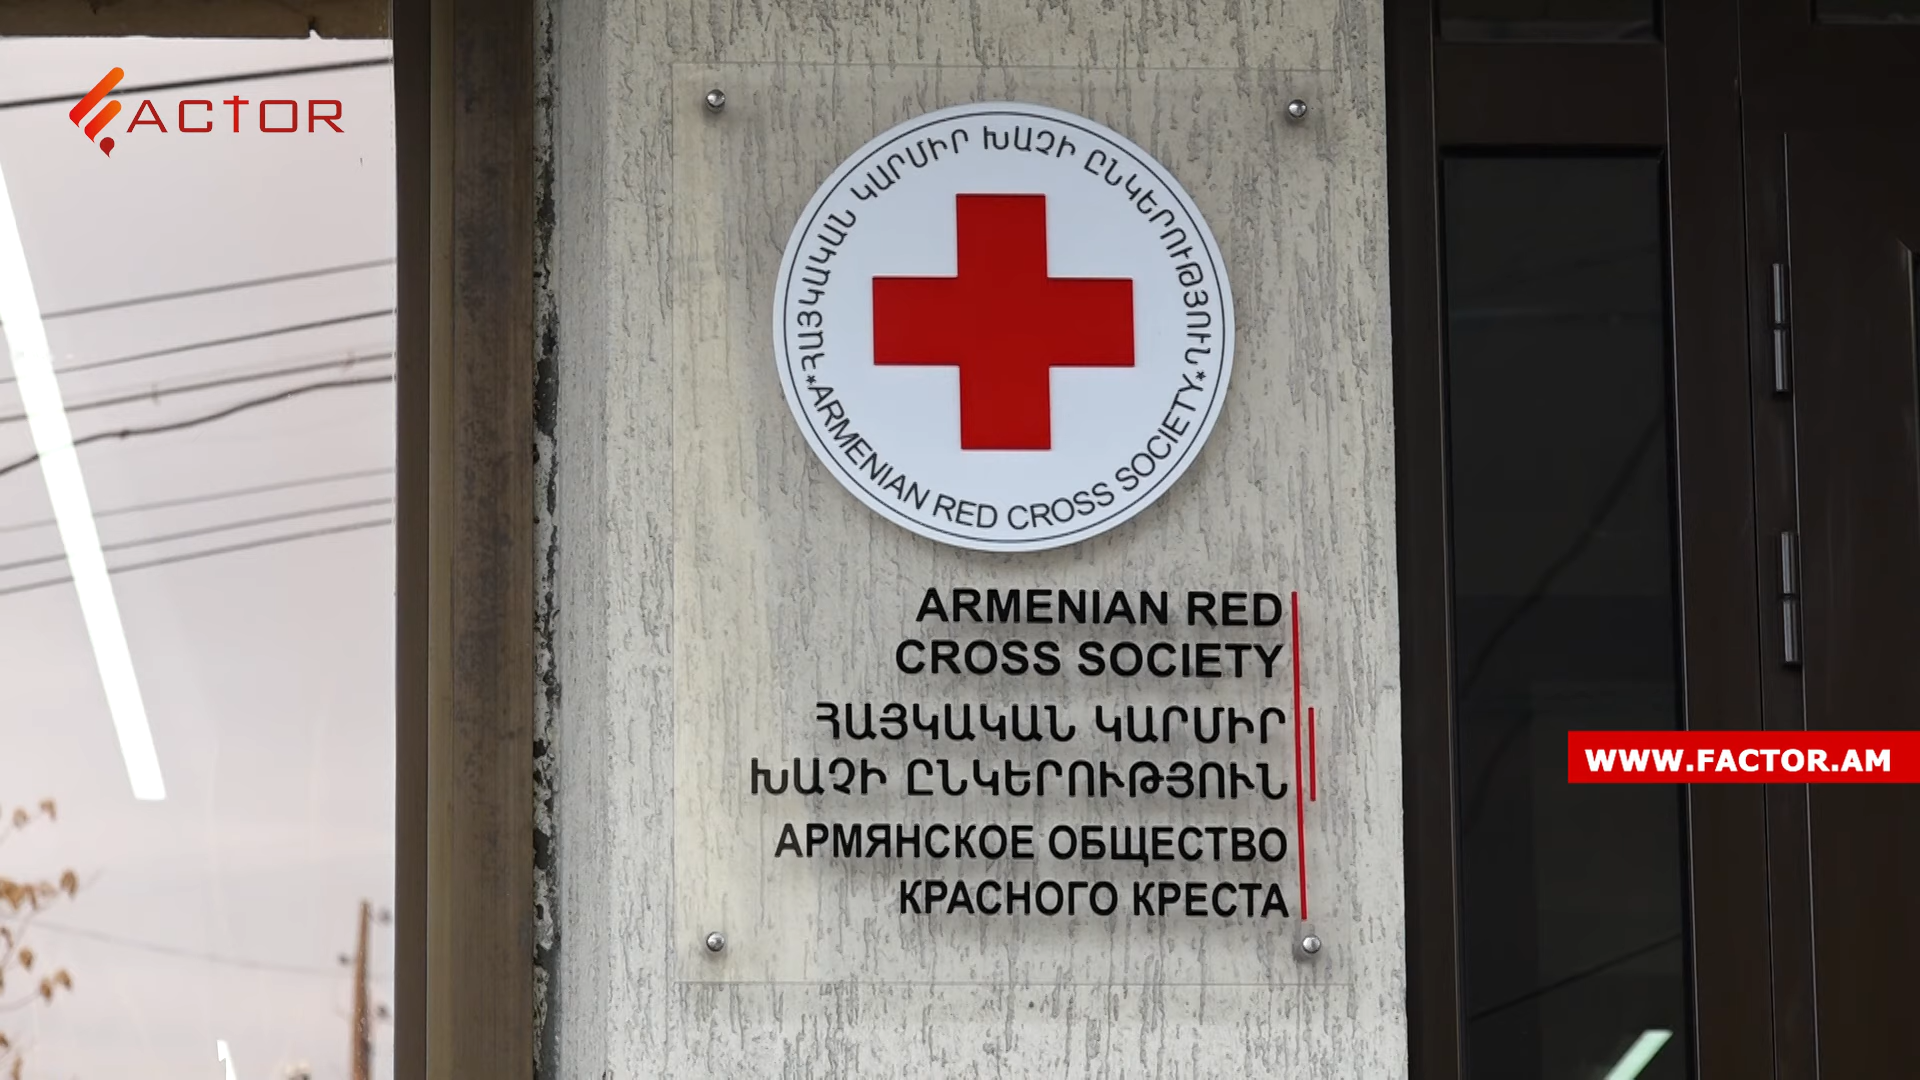 FACTOR
ՀԱՅԿԱԿԱՆ ԿԱՐՄԻՐ ԽԱՉԻ ԸՆԿԵՐՈՒԹՅՈՒՆ
*ARMENIAN RED CROSS SOCIETY*
ARMENIAN RED
CROSS SOCIETY
ՀԱՅԿԱԿԱՆ ԿԱՐՄԻՐ
ԽԱՉԻ ԸՆԿԵՐՈՒԹՅՈՒՆ
WWW.FACTOR.AM
АРМЯНСКОЕ ОБЩЕСТВО
КРАСНОГО КРЕСТА